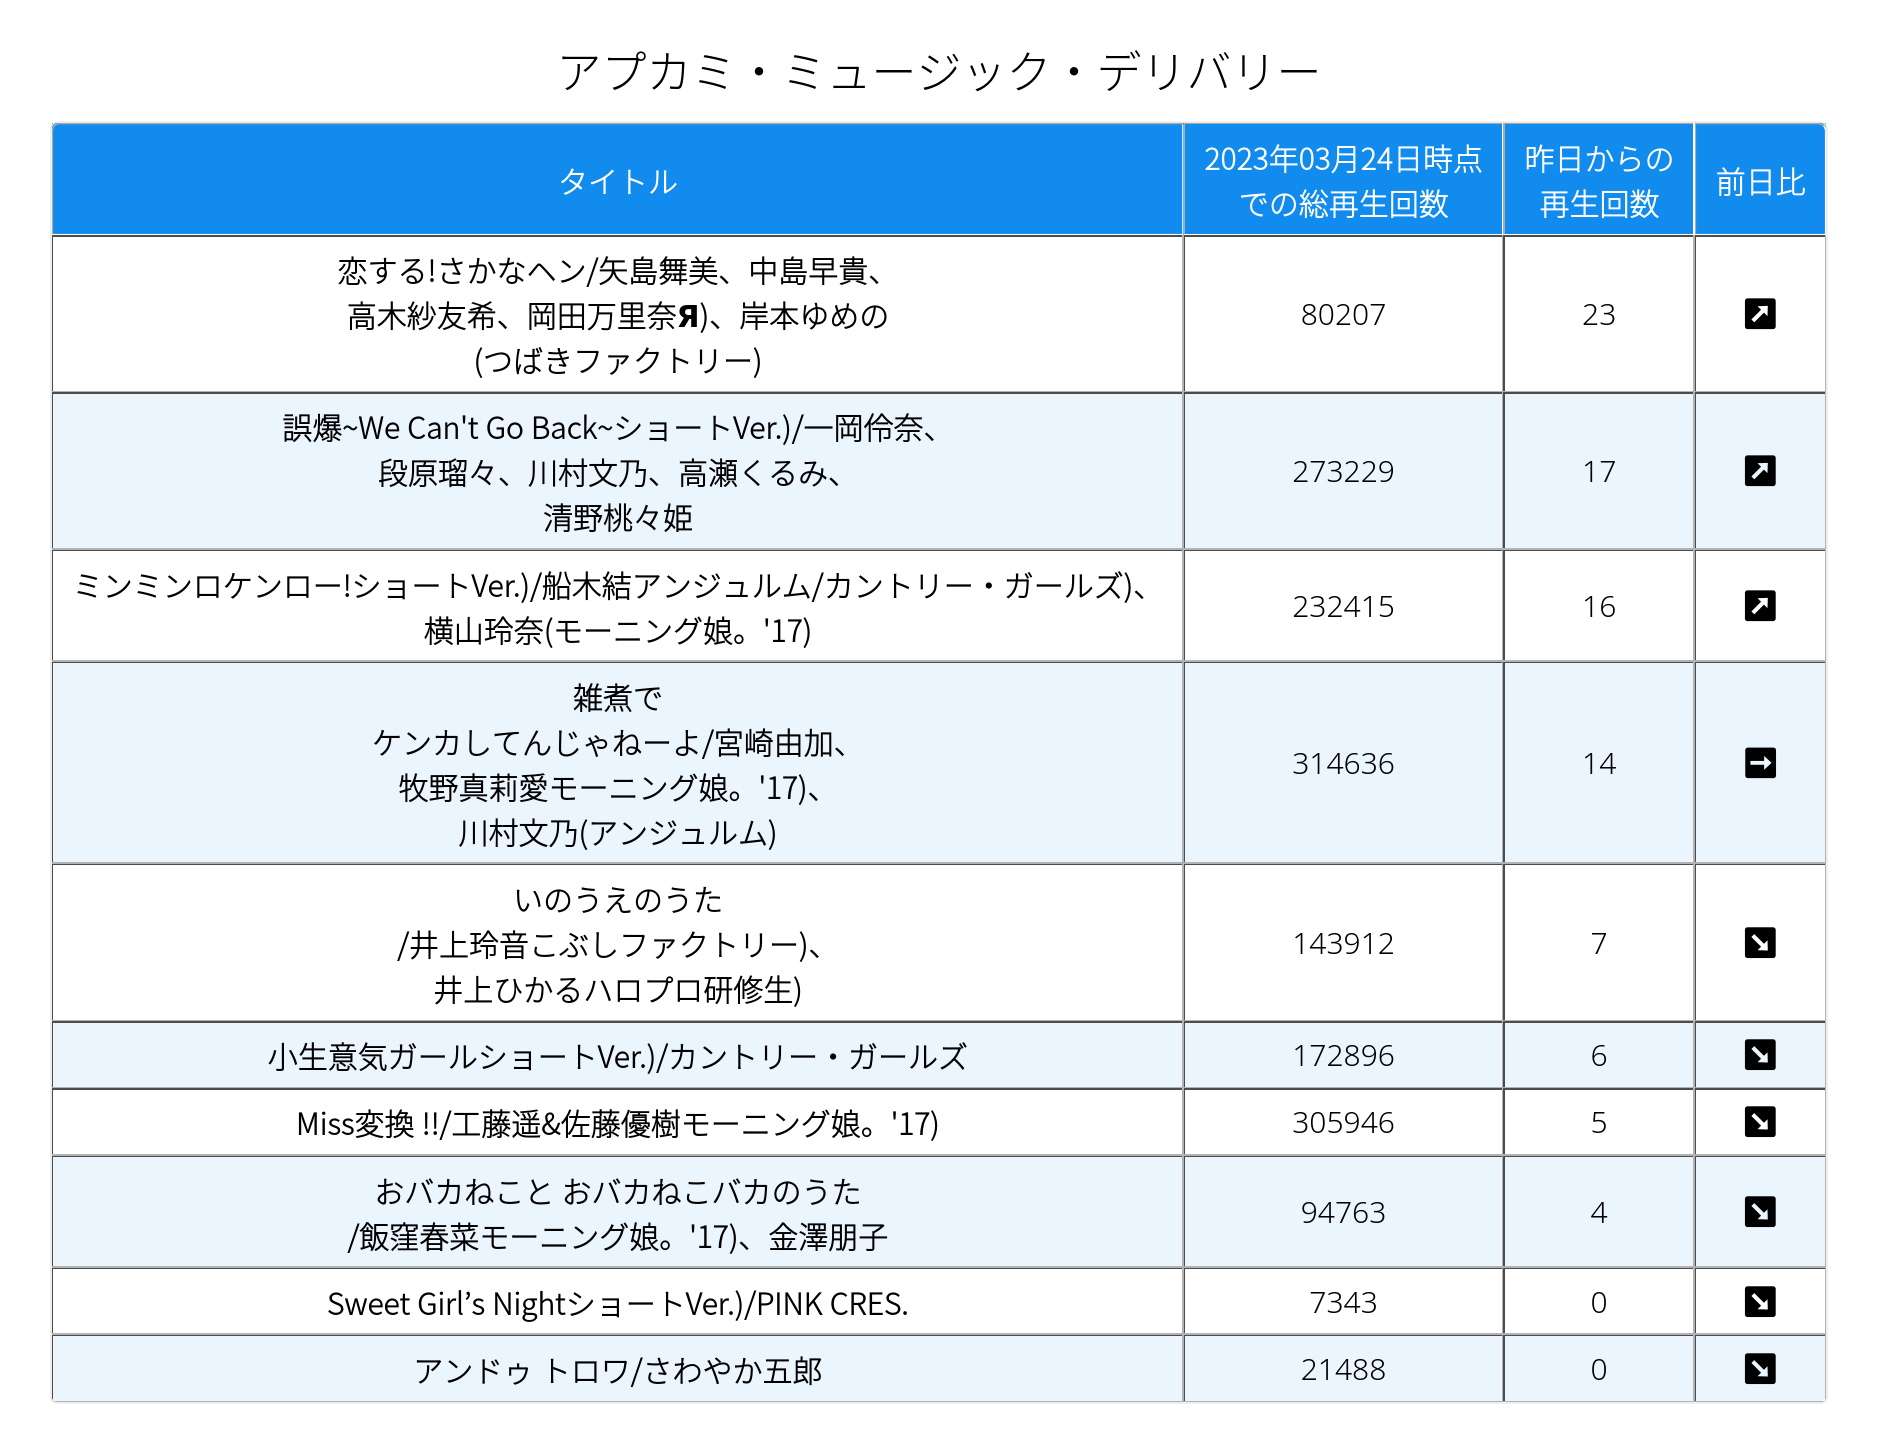 アプカミ・ミュージック・デリバリー
タイトル
2023年03月24日時点
での総再生回数
昨日からの
再生回数
前日比
恋する!さかなヘン/矢島舞美、中島早貴、
高木紗友希、岡田万里奈Я)、岸本ゆめの
(つばきファクトリー)
80207
23
誤爆~We Can't Go Back~ショートVer.)/一岡伶奈、
段原瑠々、川村文乃、高瀬くるみ、
清野桃々姫
273229
17
ミンミンロケンロー!ショートVer.)/船木結アンジュルム/カントリー・ガールズ)、
横山玲奈(モーニング娘。'17)
232415
16
雑煮で
ケンカしてんじゃねーよ/宮崎由加、
牧野真莉愛モーニング娘。'17)、
川村文乃(アンジュルム)
314636
14
いのうえのうた
/井上玲音こぶしファクトリー)、
井上ひかるハロプロ研修生)
143912
7
小生意気ガールショートVer.)/カントリー・ガールズ
172896
6
Miss変換 !!/工藤遥&佐藤優樹モーニング娘。'17)
305946
5
おバカねこと おバカねこバカのうた
/飯窪春菜モーニング娘。'17)、金澤朋子
94763
4
Sweet Girl’s NightショートVer.)/PINK CRES.
7343
0
アンドゥ トロワ/さわやか五郎
21488
0